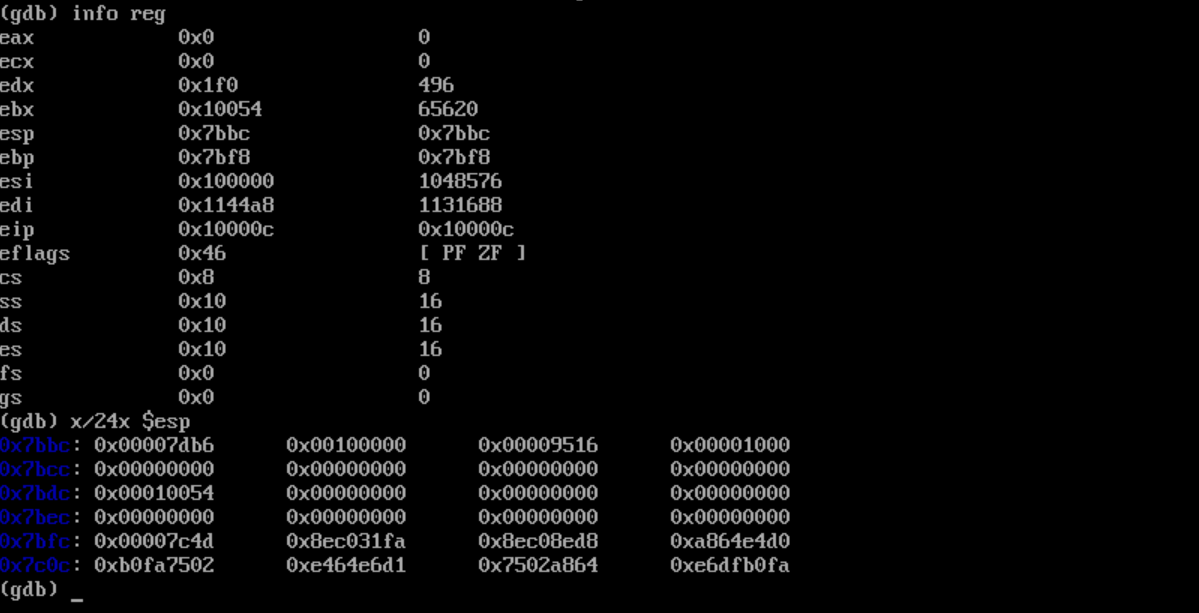 (gdb) info reg
eax 0x0 0
ecx 0x0 0
edx 0x1f0 496
ebx 0x10054 65620
esp 0x7bbc 0x7bbc
ebp 0x7bf8 0x7bf8
esi 0x100000 1048576
edi 0x1144a8 1131688
eip 0x10000c 0x10000c
eflags 0x46 [ PF ZF ]
cs 0x8 8
ss 0x10 16
ds 0x10 16
es 0x10 16
fs 0x0 0
gs 0x0 0
(gdb) x/24x $esp
0x7bbc: 0x00007db6 0x00100000 0x00009516 0x00001000
0x7bcc: 0x00000000 0x00000000 0x00000000 0x00000000
0x7bdc: 0x00010054 0x00000000 0x00000000 0x00000000
0x7bec: 0x00000000 0x00000000 0x00000000 0x00000000
0x7bfc: 0x00007c4d 0x8ec031fa 0x8ec08ed8 0xa864e4d0
0x7c0c: 0xb0fa7502 0xe464e6d1 0x7502a864 0xe6dfb0fa
(gdb) _